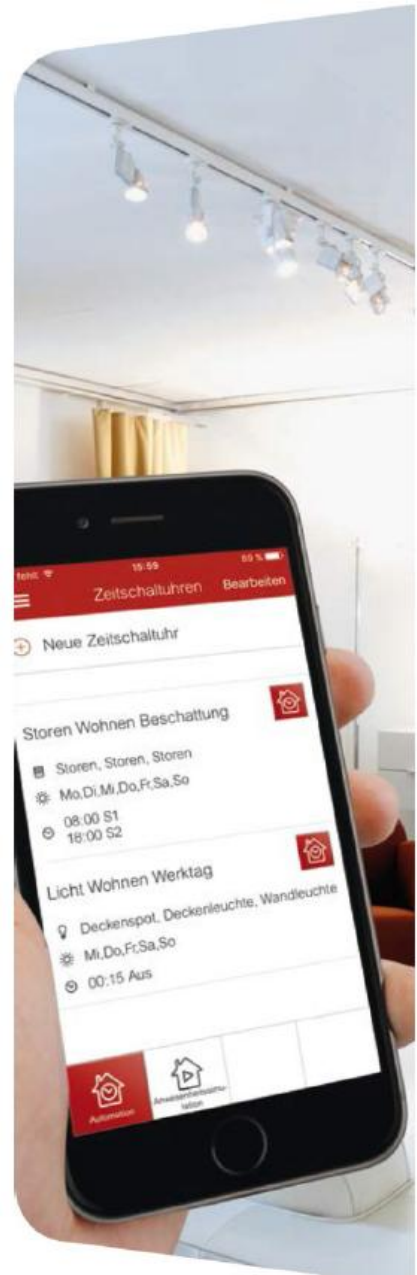 fehlt 15:59 69 %
Zeitschaltuhren Bearbeiten
Neue Zeitschaltuhr
Storen Wohnen Beschattung
Storen, Storen, Storen
Mo,Di,Mi,Do,Fr,Sa,So
08:00 S1
18:00 S2
Licht Wohnen Werktag
Deckenspot, Deckenleuchte, Wandleuchte
Mi,Do,Fr,Sa,So
00:15 Aus
Automation
Anwesenheitssimu-
lation